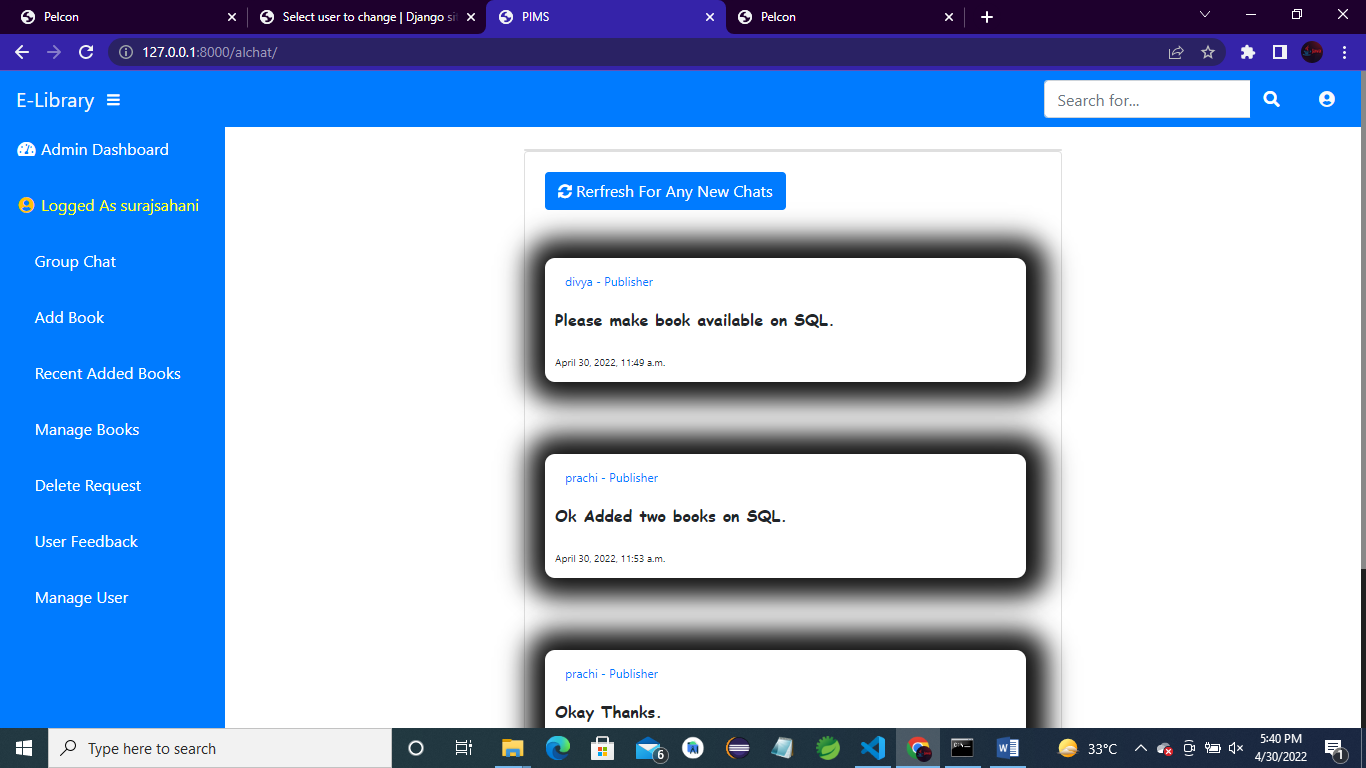 Pelcon
Select user to change | Django si
PIMS
Pelcon
127.0.0.1:8000/alchat/
E-Library
Search for...
Admin Dashboard
Logged As surajsahani
Group Chat
Add Book
Recent Added Books
Manage Books
Delete Request
User Feedback
Manage User
Rerfresh For Any New Chats
divya - Publisher
Please make book available on SQL.
April 30, 2022, 11:49 a.m.
prachi - Publisher
Ok Added two books on SQL.
April 30, 2022, 11:53 a.m.
prachi - Publisher
Okay Thanks.
Type here to search
6
33°C
5:40 PM
4/30/2022
1